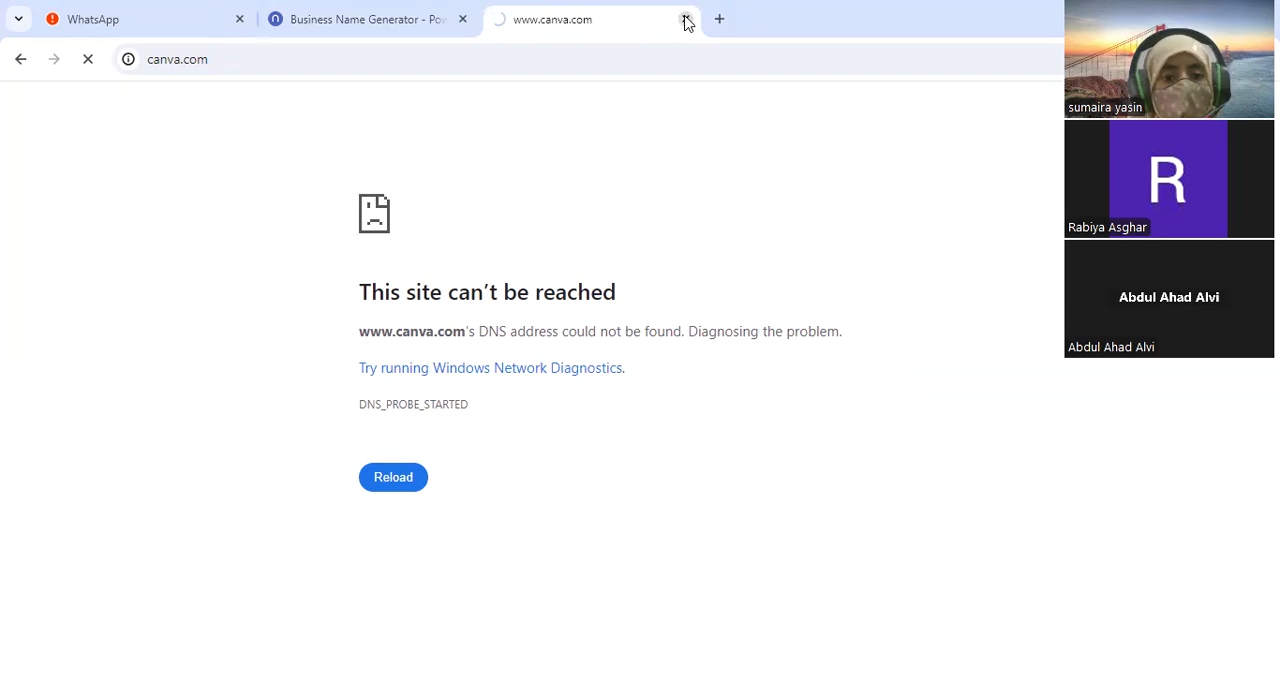 WhatsApp
Business Name Generator - Pow
www.canva.com
canva.com
This site can’t be reached
www.canva.com's DNS address could not be found. Diagnosing the problem.
Try running Windows Network Diagnostics.
DNS_PROBE_STARTED
Reload
sumaira yasin
R
Rabiya Asghar
Abdul Ahad Alvi
Abdul Ahad Alvi